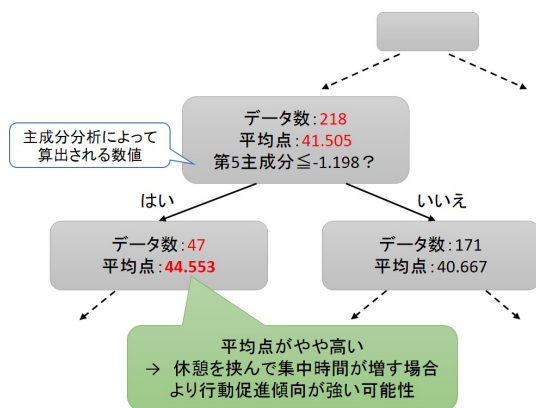 データ数:218
平均点:41.505
第5主成分≦-1.198?
主成分分析によって
算出される数値
はい
いいえ
データ数:47
平均点:44.553
データ数:171
平均点:40.667
平均点がやや高い
→ 休憩を挟んで集中時間が増す場合
より行動促進傾向が強い可能性